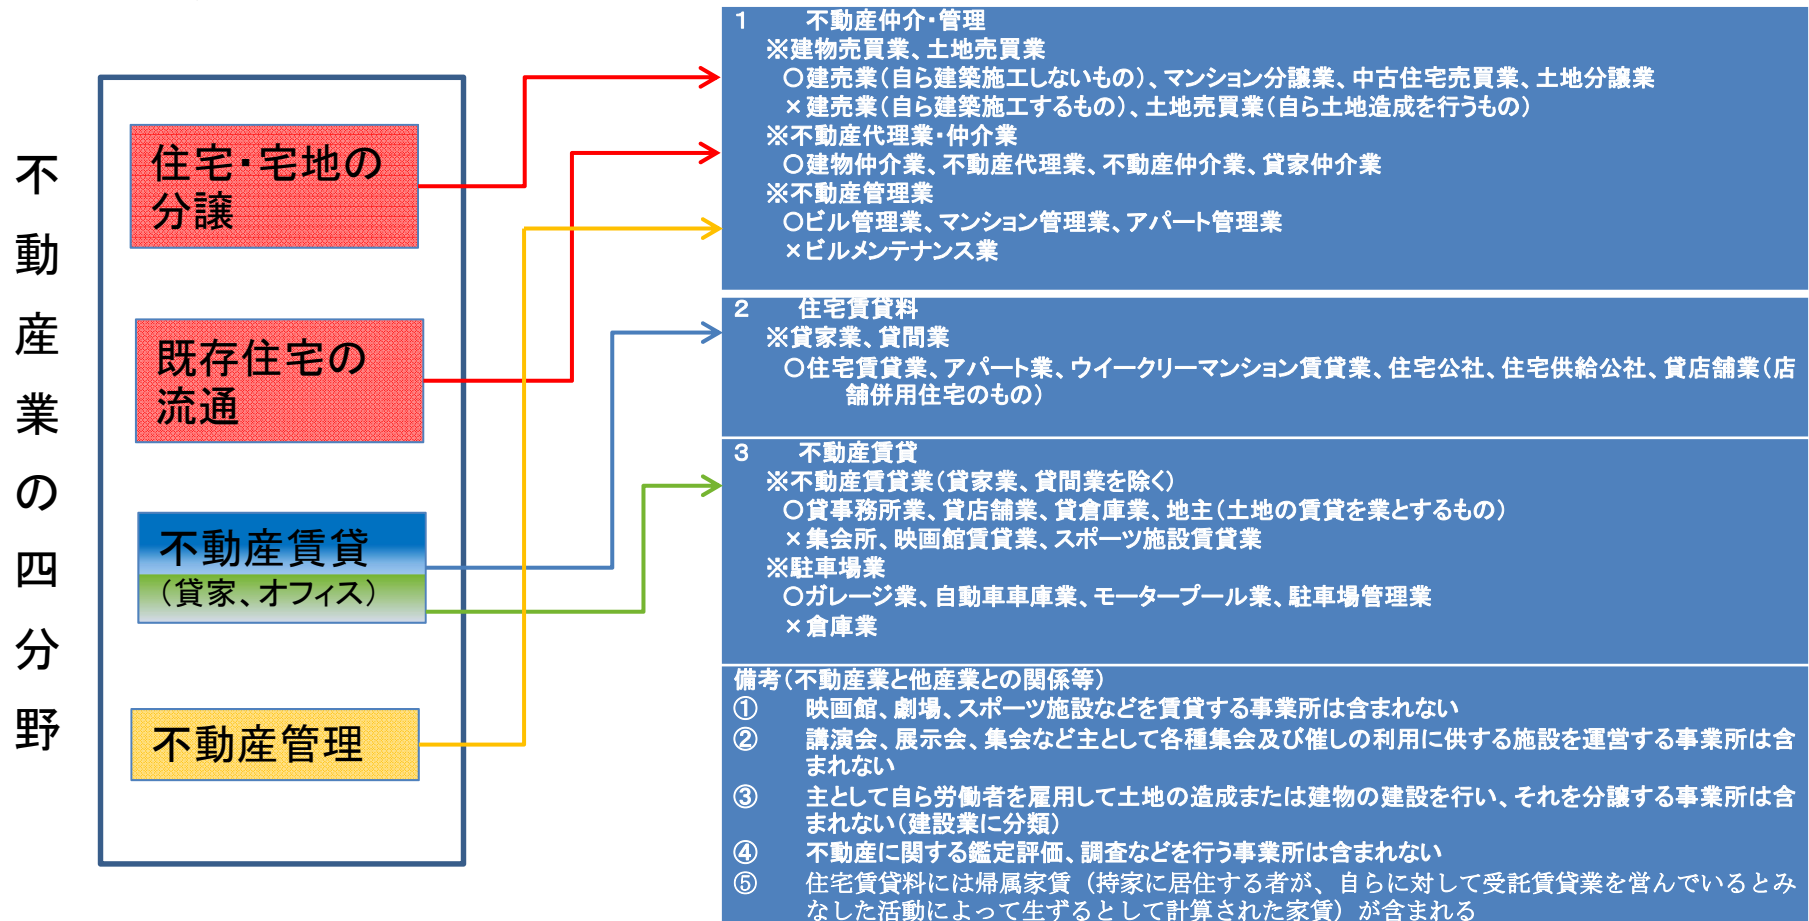 不動産業の四分野
住宅・宅地の
分譲
既存住宅の
流通
不動産賃貸
(貸家、オフィス)
不動産管理
1 不動産仲介・管理
※建物売買業、土地売買業
○建売業(自ら建築施工しないもの)、マンション分譲業、中古住宅売買業、土地分譲業
×建売業(自ら建築施工するもの)、土地売買業(自ら土地造成を行うもの)
※不動産代理業・仲介業
○建物仲介業、不動産代理業、不動産仲介業、貸家仲介業
※不動産管理業
○ビル管理業、マンション管理業、アパート管理業
×ビルメンテナンス業
2 住宅賃貸料
※貸家業、貸間業
○住宅賃貸業、アパート業、ウイークリーマンション賃貸業、住宅公社、住宅供給公社、貸店舗業(店
舗併用住宅のもの)
3 不動産賃貸
※不動産賃貸業(貸家業、貸間業を除く)
○貸事務所業、貸店舗業、貸倉庫業、地主(土地の賃貸を業とするもの)
×集会所、映画館賃貸業、スポーツ施設賃貸業
※駐車場業
○ガレージ業、自動車車庫業、モータープール業、駐車場管理業
×倉庫業
備考(不動産業と他産業との関係等)
① 映画館、劇場、スポーツ施設などを賃貸する事業所は含まれない
② 講演会、展示会、集会など主として各種集会及び催しの利用に供する施設を運営する事業所は含
まれない
③ 主として自ら労働者を雇用して土地の造成または建物の建設を行い、それを分譲する事業所は含
まれない(建設業に分類)
④ 不動産に関する鑑定評価、調査などを行う事業所は含まれない
⑤ 住宅賃貸料には帰属家賃(持家に居住する者が、自らに対して受託賃貸業を営んでいるとみ
なした活動によって生ずるとして計算された家賃)が含まれる